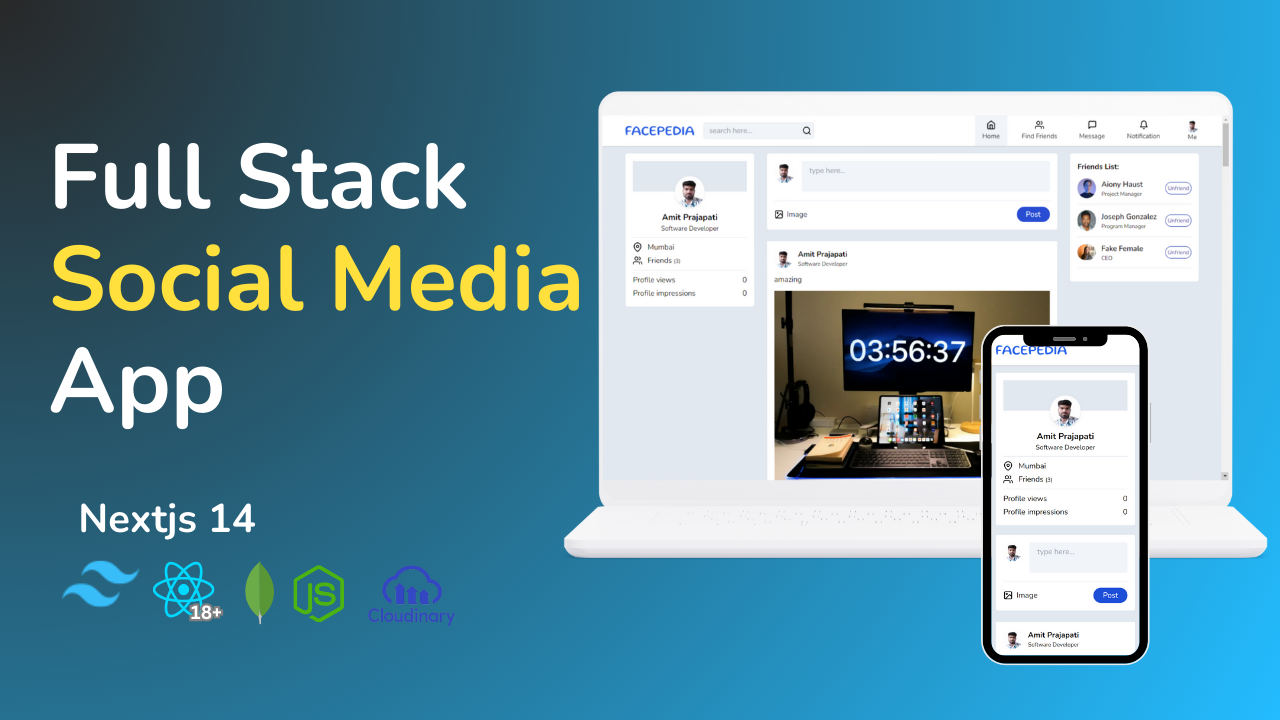 Full Stack
Social Media
App
Nextjs 14
18+
JS
Cloudinary
FACEPEDIA
search here...
Home
Find Friends
Message
Notification
Me
Amit Prajapati
Software Developer
Mumbai
Friends (3)
Profile views 0
Profile impressions 0
type here...
Image
Post
Amit Prajapati
Software Developer
amazing
03:56:37
Friends List:
Aiony Haust
Project Manager
Unfriend
Joseph Gonzalez
Program Manager
Unfriend
Fake Female
CEO
Unfriend
FACEPEDIA
Amit Prajapati
Software Developer
Mumbai
Friends (3)
Profile views 0
Profile impressions 0
type here...
Image
Post
Amit Prajapati
Software Developer